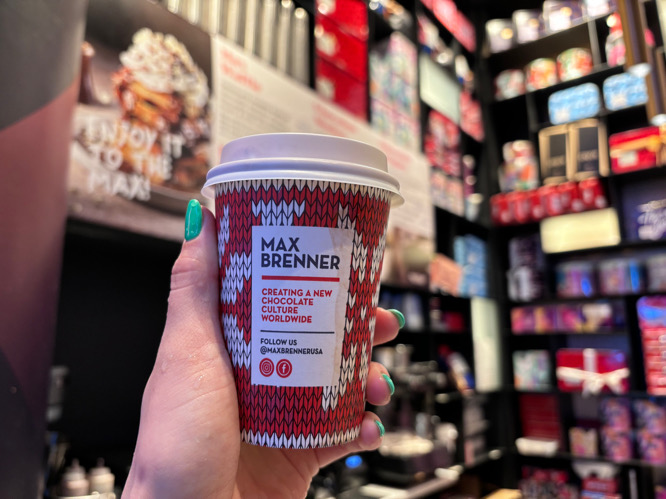 ENJOY IT
TO THE
MAX!
MAX
BRENNER
CREATING A NEW
CHOCOLATE
CULTURE
WORLDWIDE
FOLLOW US
@MAXBRENNERUSA